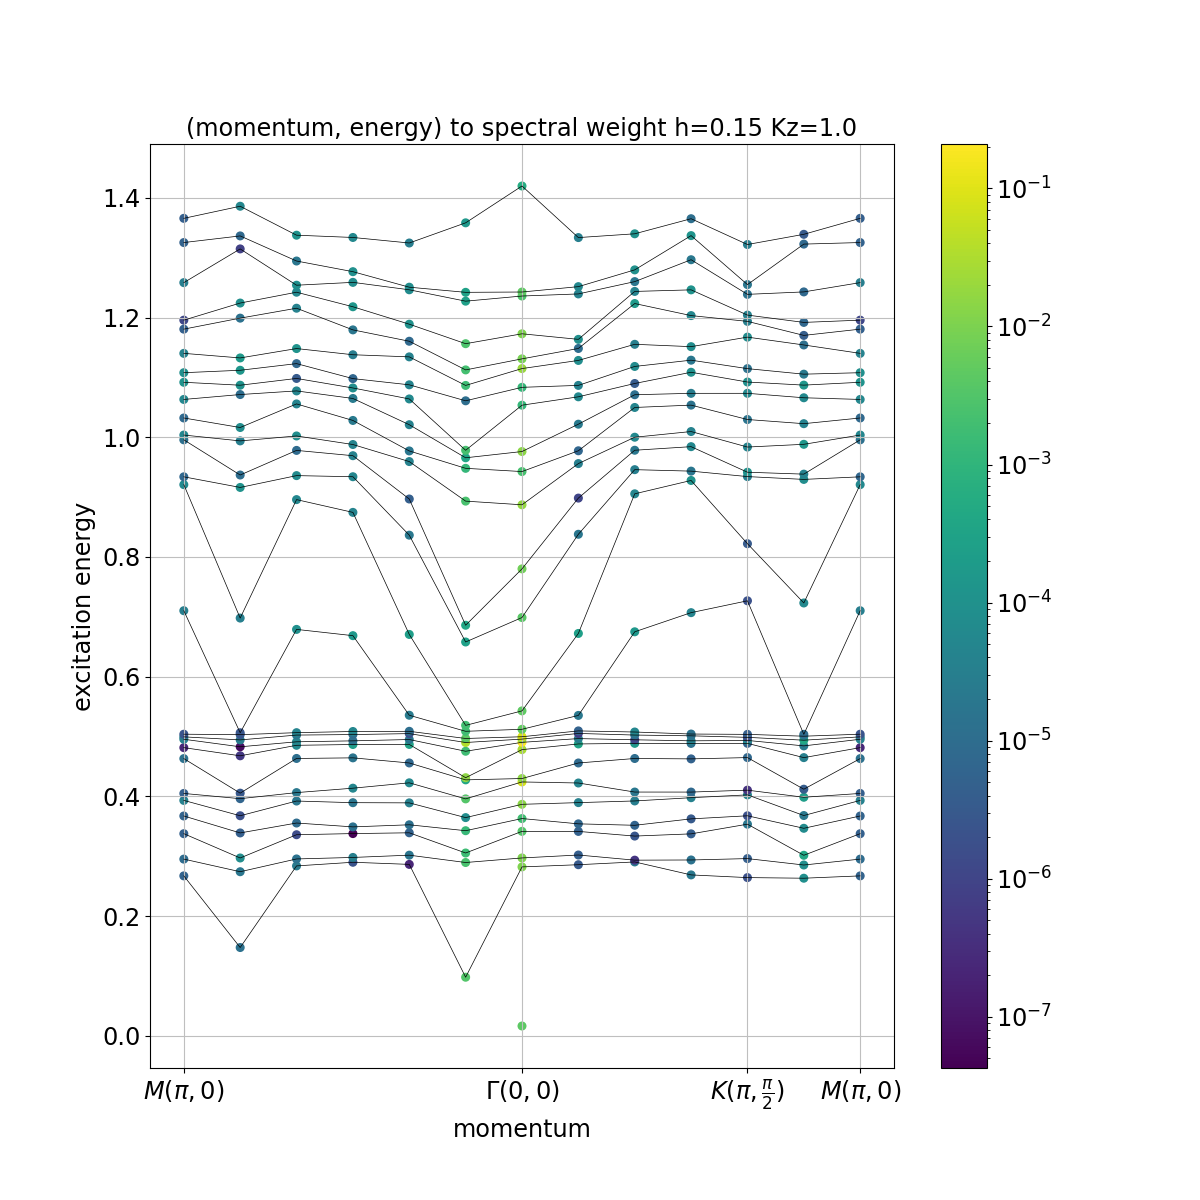 (momentum, energy) to spectral weight h=0.15 Kz=1.0
1.4
1.2
1.0
0.8
0.6
0.4
0.2
0.0
excitation energy
M(π, 0)
Γ(0, 0)
K(π, π/2)
M(π, 0)
momentum
10⁻¹
10⁻²
10⁻³
10⁻⁴
10⁻⁵
10⁻⁶
10⁻⁷